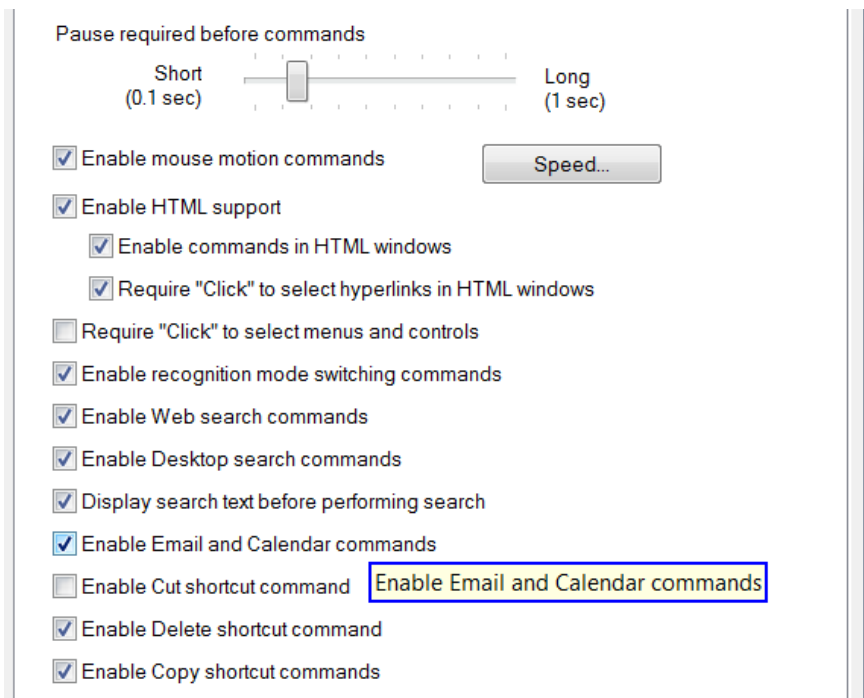 Pause required before commands
Short
(0.1 sec)
Long
(1 sec)
Enable mouse motion commands
Speed...
Enable HTML support
Enable commands in HTML windows
Require "Click" to select hyperlinks in HTML windows
Require "Click" to select menus and controls
Enable recognition mode switching commands
Enable Web search commands
Enable Desktop search commands
Display search text before performing search
Enable Email and Calendar commands
Enable Cut shortcut command
Enable Email and Calendar commands
Enable Delete shortcut command
Enable Copy shortcut commands